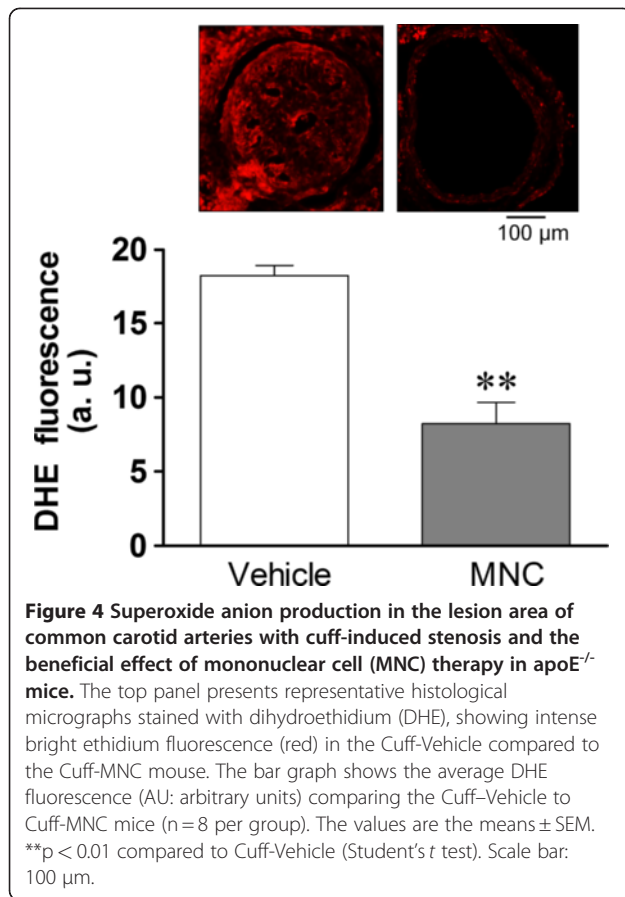 100 µm
20
15
10
5
0
DHE fluorescence
(a. u.)
**
Vehicle
MNC
Figure 4 Superoxide anion production in the lesion area of
common carotid arteries with cuff-induced stenosis and the
beneficial effect of mononuclear cell (MNC) therapy in apoE-/-
mice. The top panel presents representative histological
micrographs stained with dihydroethidium (DHE), showing intense
bright ethidium fluorescence (red) in the Cuff-Vehicle compared to
the Cuff-MNC mouse. The bar graph shows the average DHE
fluorescence (AU: arbitrary units) comparing the Cuff–Vehicle to
Cuff-MNC mice (n = 8 per group). The values are the means ± SEM.
**p < 0.01 compared to Cuff-Vehicle (Student's t test). Scale bar:
100 µm.